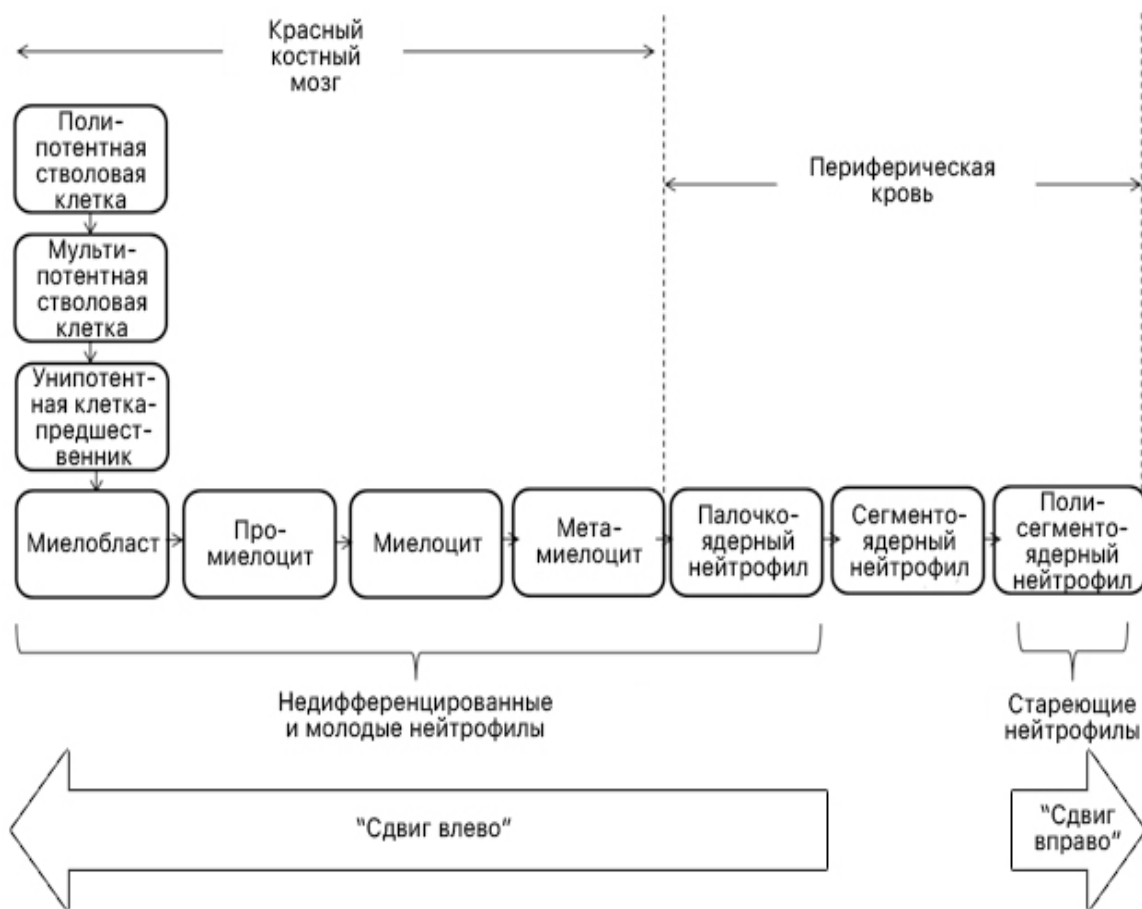 Красный
костный
мозг
Поли-
потентная
стволовая
клетка
Периферическая
кровь
Мульти-
потентная
стволовая
клетка
Унипотент-
ная клетка-
предшест-
венник
Миелобласт
Про-
миелоцит
Миелоцит
Мета-
миелоцит
Палочко-
ядерный
нейтрофил
Сегменто-
ядерный
нейтрофил
Поли-
сегменто-
ядерный
нейтрофил
Недифференцированные
и молодые нейтрофилы
Стареющие
нейтрофилы
"Сдвиг влево"
"Сдвиг
вправо"